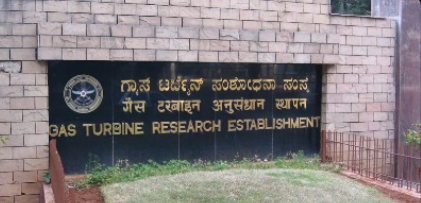 ಗ್ಯಾಸ ಟರ್ಬೈನ್ ಸಂಶೋಧನಾ ಸಂಸ್ಥೆ
गैस टरबाइन अनुसंधान स्थापन
GAS TURBINE RESEARCH ESTABLISHMENT